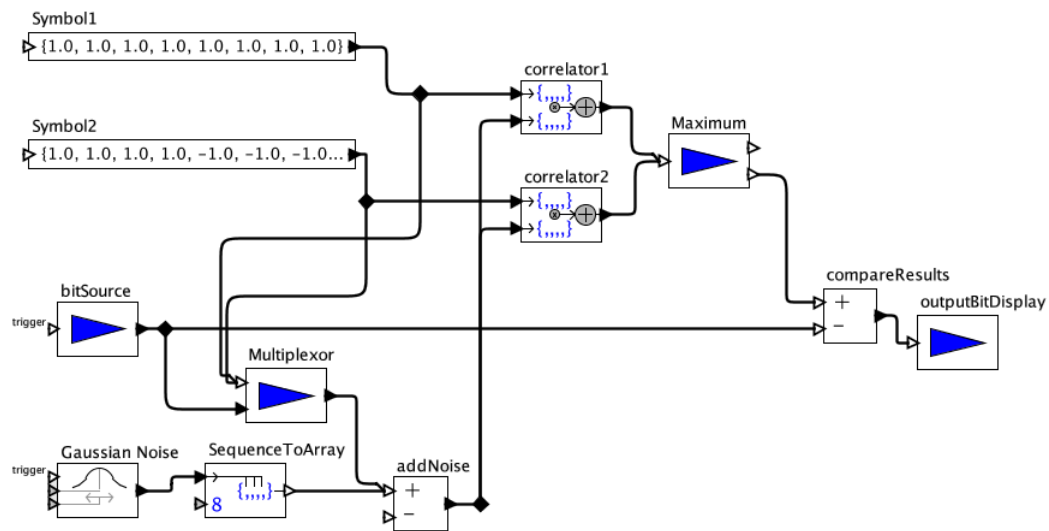 Symbol1
{1.0, 1.0, 1.0, 1.0, 1.0, 1.0, 1.0, 1.0}
correlator1
{,,,,}
{,,,,}
Symbol2
{1.0, 1.0, 1.0, 1.0, -1.0, -1.0, -1.0...
Maximum
correlator2
{,,,,}
{,,,,}
bitSource
trigger
compareResults
+
-
outputBitDisplay
Multiplexor
Gaussian Noise
trigger
SequenceToArray
{,,,,}
8
addNoise
+
-